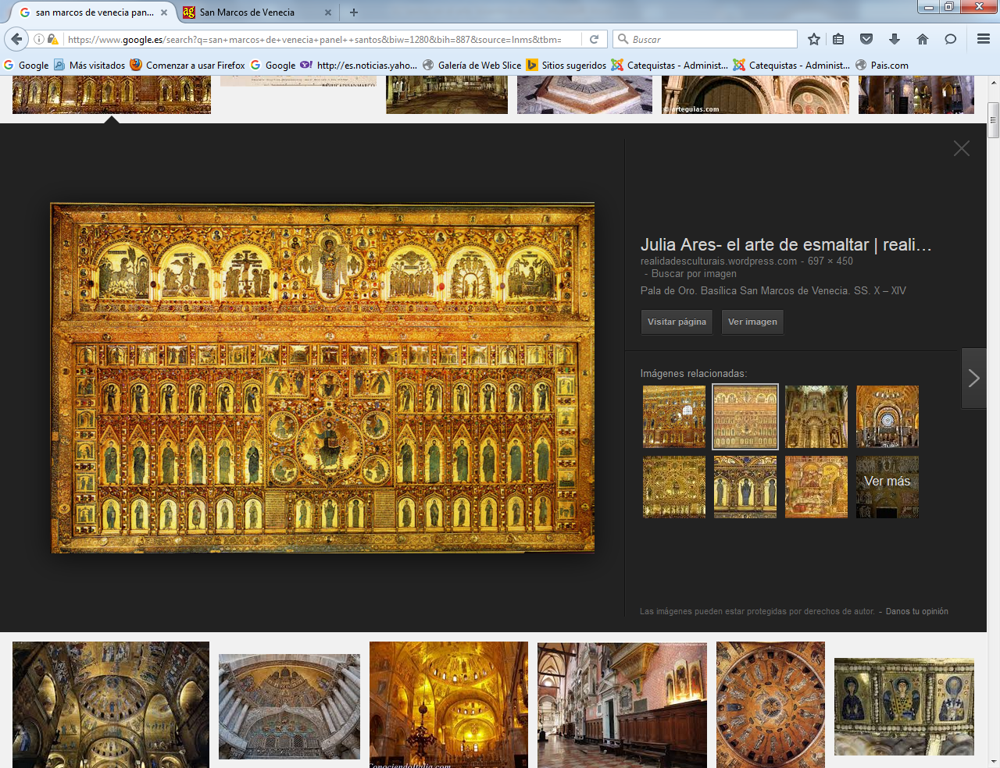 san marcos de venecia pan...
San Marcos de Venecia
https://www.google.es/search?q=san+marcos+de+venecia+panel++santos&biw=1280&bih=887&source=lnms&tbm=
Buscar
Google
Más visitados
Comenzar a usar Firefox
Google
http://es.noticias.yaho...
Galería de Web Slice
Sitios sugeridos
Catequistas - Administ...
Catequistas - Administ...
Pais.com
© arteguias.com
Julia Ares- el arte de esmaltar | reali...
realidadesculturais.wordpress.com - 697 × 450
- Buscar por imagen
Pala de Oro. Basílica San Marcos de Venecia. SS. X – XIV
Visitar página
Ver imagen
Imágenes relacionadas:
Ver más
Las imágenes pueden estar protegidas por derechos de autor. - Danos tu opinión
ConociendoItalia.com